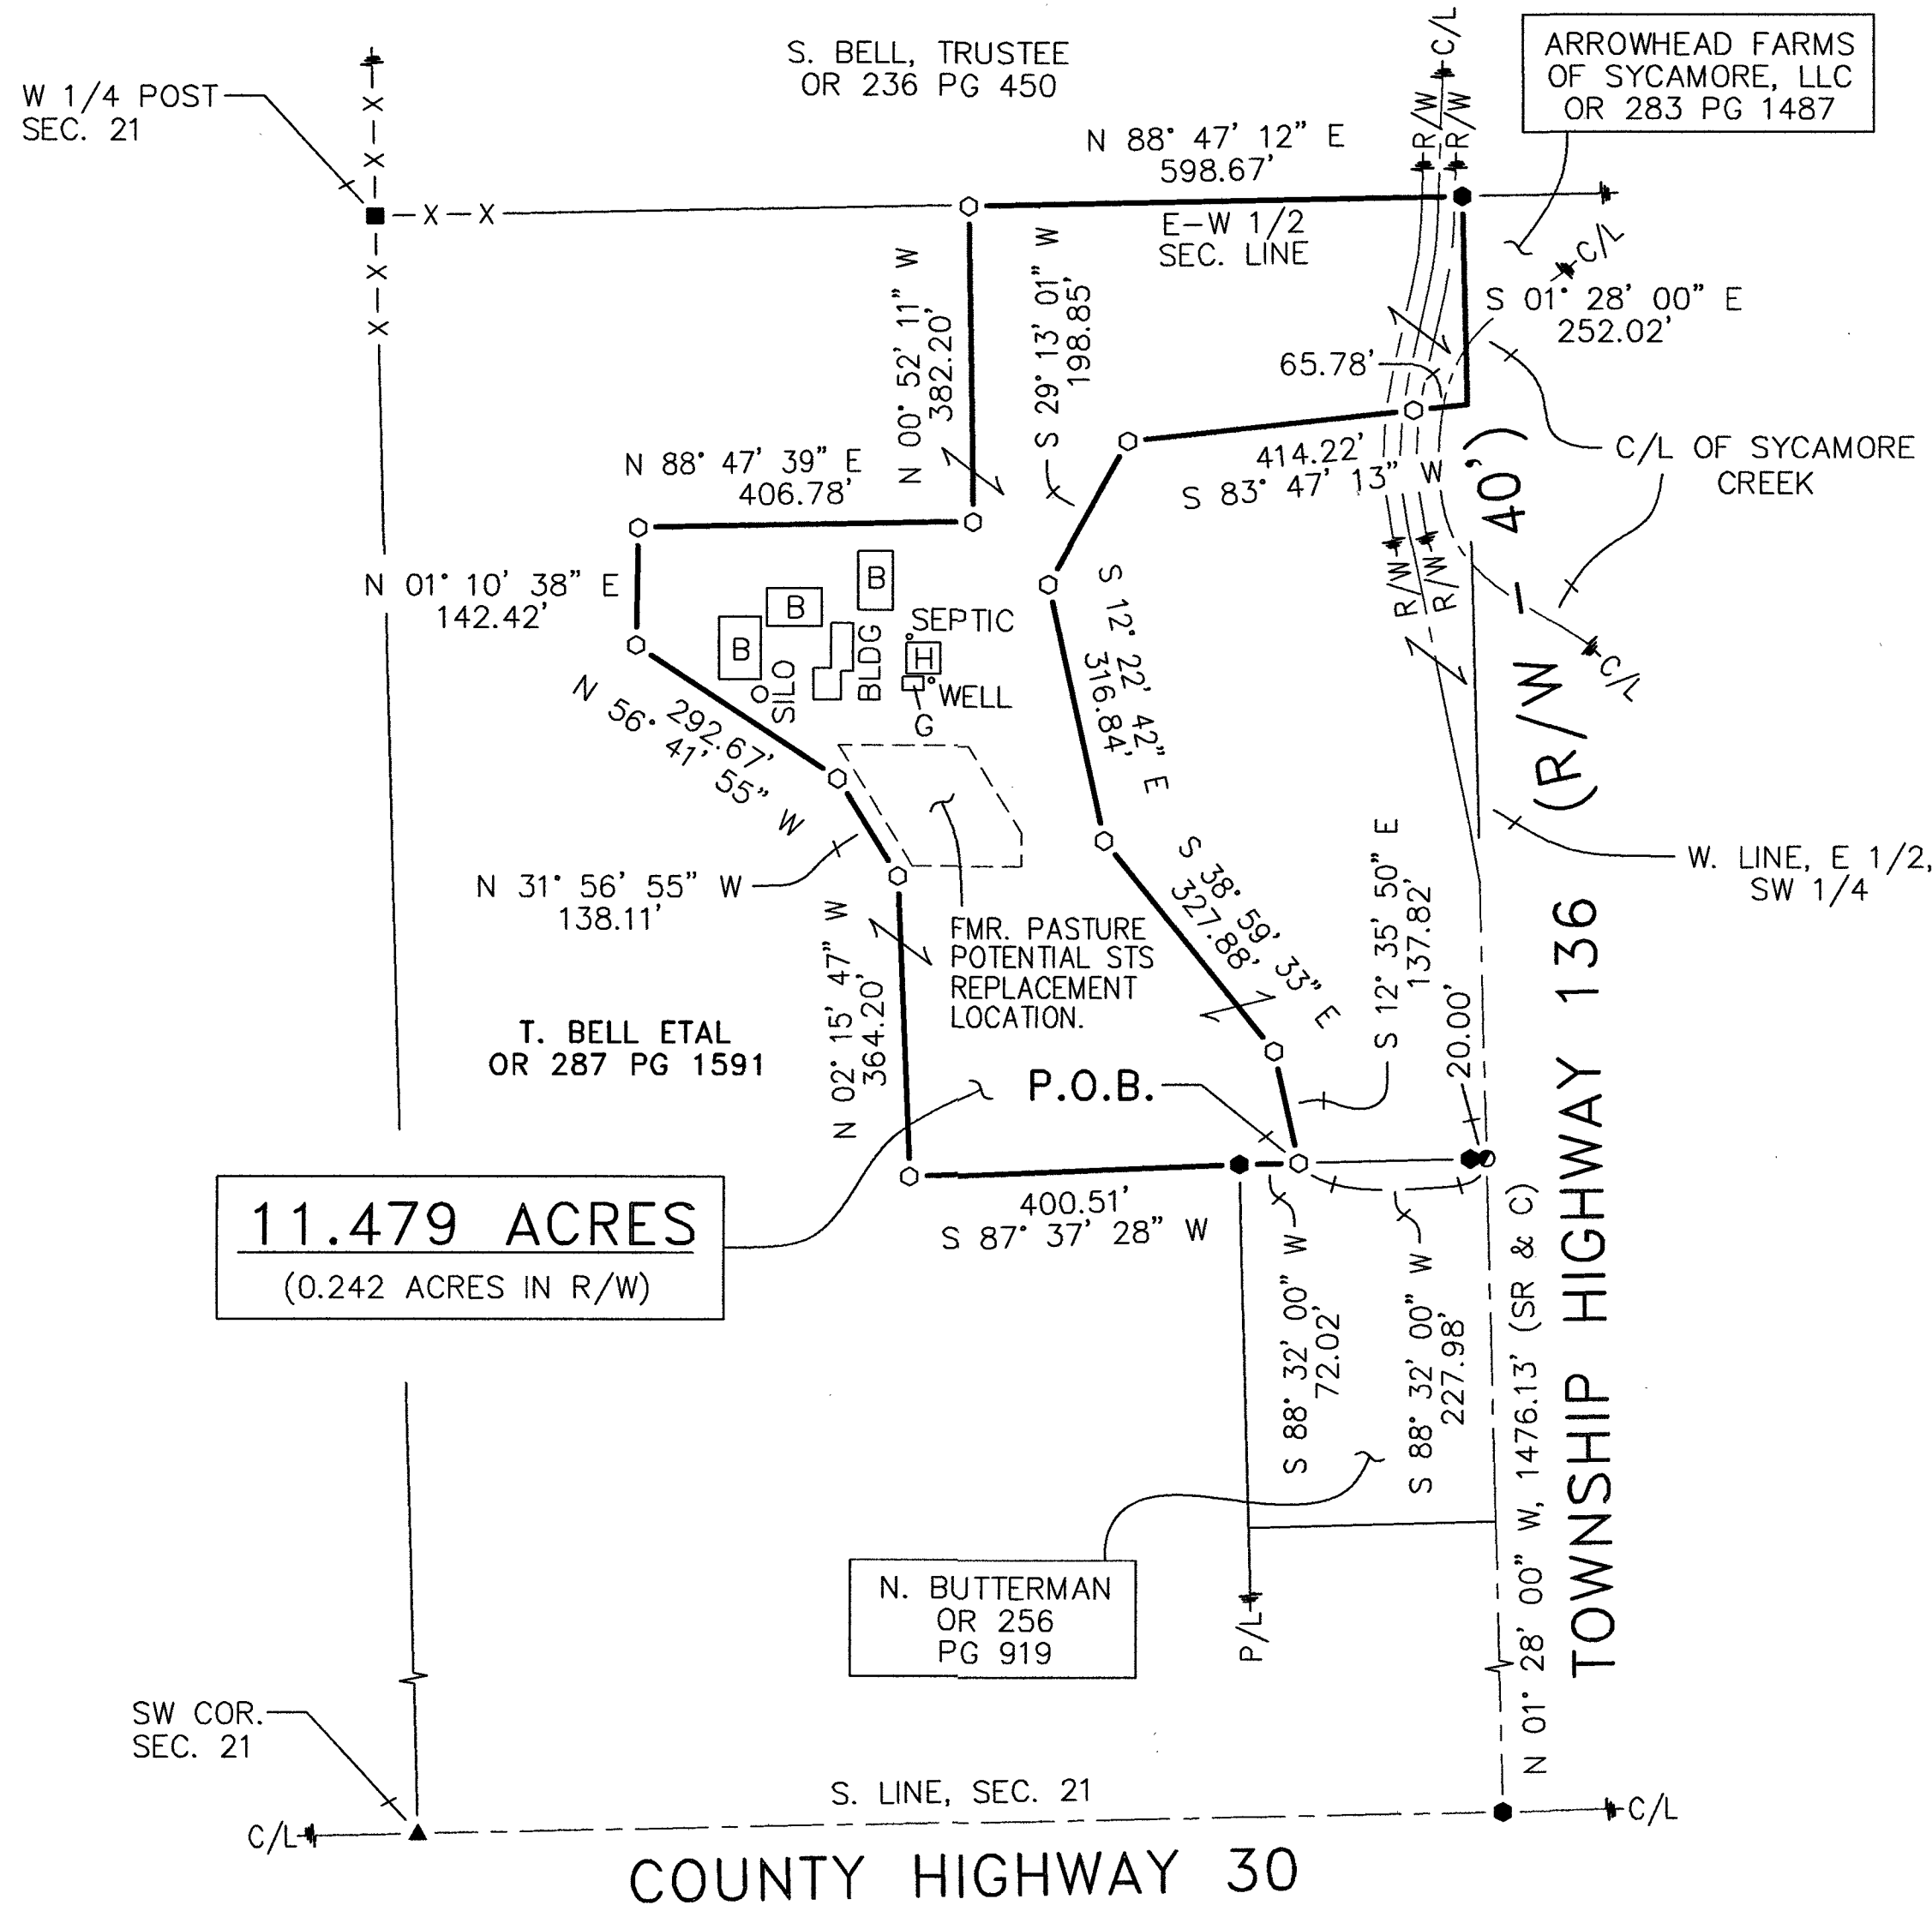 S. BELL, TRUSTEE
OR 236 PG 450
ARROWHEAD FARMS
OF SYCAMORE, LLC
OR 283 PG 1487
W 1/4 POST
SEC. 21
C/L
R/W
R/W
N 88° 47' 12" E
598.67'
E-W 1/2
SEC. LINE
X
X
X X
X
X
C/L
S 01° 28' 00" E
252.02'
N 00° 52' 11" W
382.20'
S 29° 13' 01" W
198.85'
65.78'
414.22'
S 83° 47' 13" W
C/L OF SYCAMORE
CREEK
N 88° 47' 39" E
406.78'
N 01° 10' 38" E
142.42'
B
B
B
SEPTIC
H
BLDG
SILO
WELL
G
R/W
R/W
C/L
S 12° 22' 42" E
316.84'
292.67'
N 56° 41' 55" W
W. LINE, E 1/2,
SW 1/4
N 31° 56' 55" W
138.11'
S 38° 59' 33" E
327.88'
S 12° 35' 50" E
137.82'
20.00'
FMR. PASTURE
POTENTIAL STS
REPLACEMENT
LOCATION.
N 02° 15' 47" W
364.20'
T. BELL ETAL
OR 287 PG 1591
P.O.B.
TOWNSHIP HIGHWAY 136 (R/W - 40')
11.479 ACRES
(0.242 ACRES IN R/W)
400.51'
S 87° 37' 28" W
S 88° 32' 00" W
72.02'
S 88° 32' 00" W
227.98'
N 01° 28' 00" W, 1476.13' (SR & C)
N. BUTTERMAN
OR 256
PG 919
P/L
SW COR.
SEC. 21
S. LINE, SEC. 21
C/L
C/L
COUNTY HIGHWAY 30